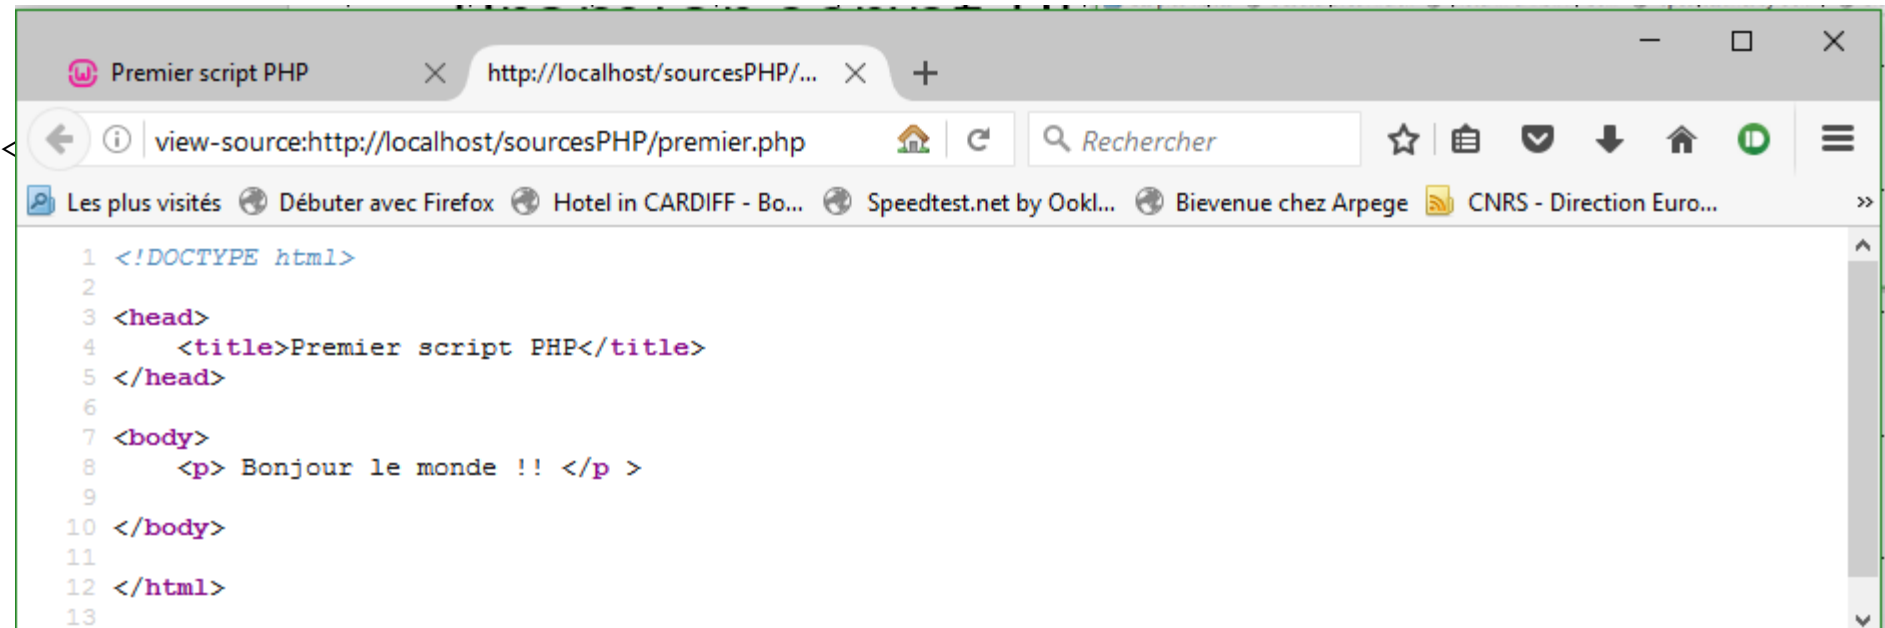 Premier script PHP http://localhost/sourcesPHP/...
view-source:http://localhost/sourcesPHP/premier.php Rechercher
Les plus visités Débuter avec Firefox Hotel in CARDIFF - Bo... Speedtest.net by Ookl... Bievenue chez Arpege CNRS - Direction Euro... »
1 <!DOCTYPE html>
2
3 <head>
4 <title>Premier script PHP</title>
5 </head>
6
7 <body>
8 <p> Bonjour le monde !! </p >
9
10 </body>
11
12 </html>
13